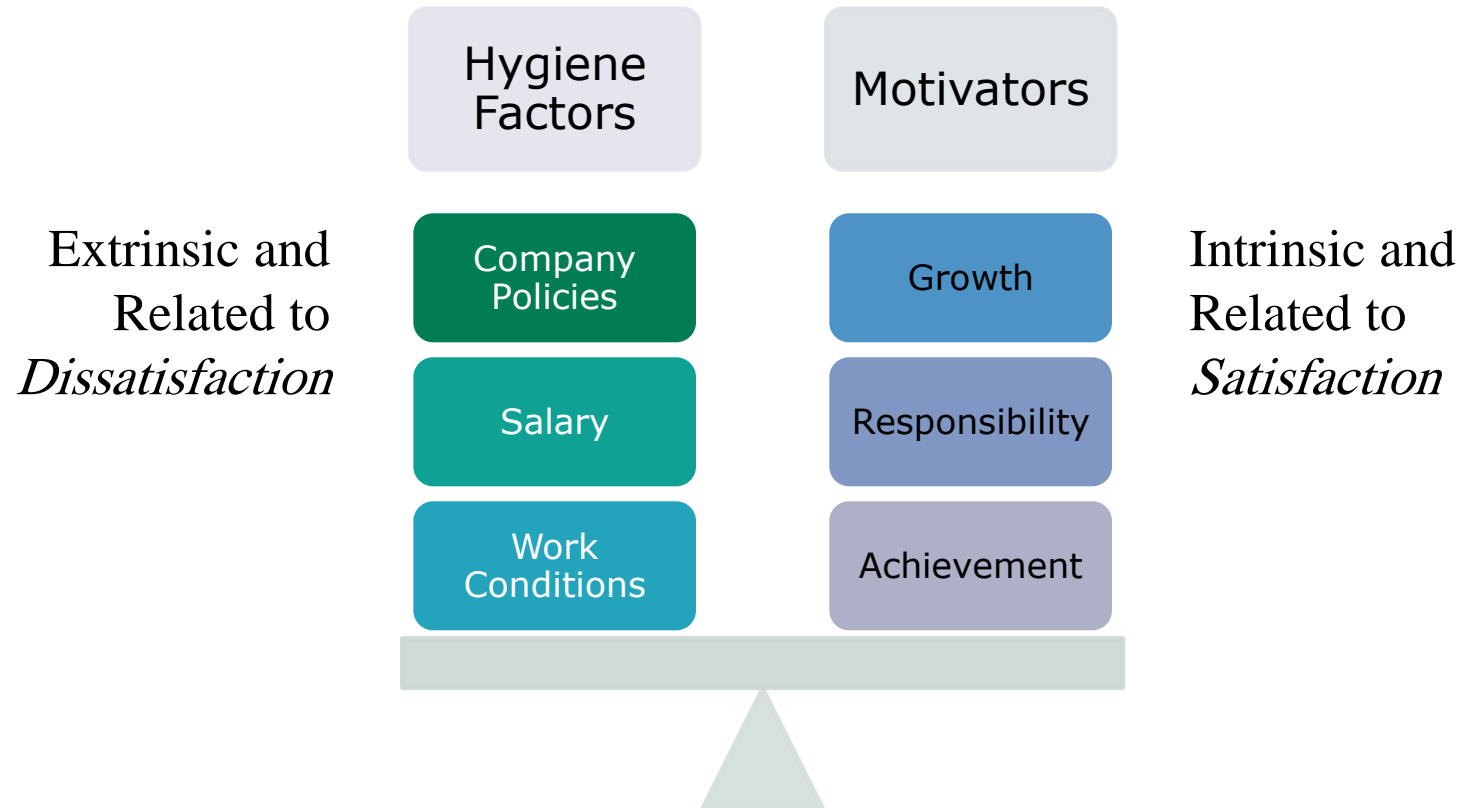 Hygiene
Factors
Motivators
Extrinsic and
Related to
Dissatisfaction
Company
Policies
Salary
Work
Conditions
Growth
Responsibility
Achievement
Intrinsic and
Related to
Satisfaction